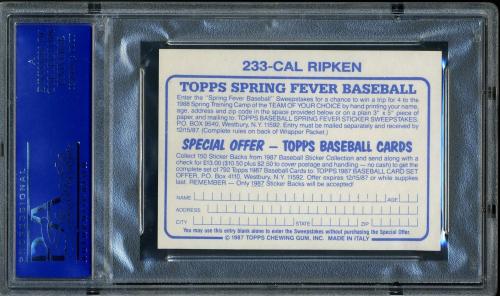 233-CAL RIPKEN
TOPPS SPRING FEVER BASEBALL
Enter the "Spring Fever Baseball" Sweepstakes for a chance to win a trip for 4 to the
1988 Spring Training Camp of the TEAM OF YOUR CHOICE by hand printing your name,
age, address and zip code in the space provided below or on a plain 3" x 5" piece of
paper, and mailing to: TOPPS BASEBALL SPRING FEVER STICKER SWEEPSTAKES,
P.O. BOX 9540, Westbury, N.Y. 11592. Entry must be mailed separately and received by
12/15/87. (Complete rules on back of Wrapper Packet.)
SPECIAL OFFER – TOPPS BASEBALL CARDS
Collect 150 Sticker Backs from 1987 Baseball Sticker Collection and send along with a
check for $13.00 ($10.50 plus $2.50 to cover postage and handling — no cash) to get the
complete set of 792 Topps 1987 Baseball Cards to: TOPPS 1987 BASEBALL CARD SET
OFFER, P.O. Box 4110, Westbury, N.Y. 11592. Offer expires 12/15/87 or while supplies
last. REMEMBER — Only 1987 Sticker Backs will be accepted!
NAME AGE
ADDRESS
CITY STATE ZIP
You may use this entry blank alone to enter the Sweepstakes without purchasing the Special Offer.
© 1987 TOPPS CHEWING GUM, INC. MADE IN ITALY
PSA
PROFESSIONAL